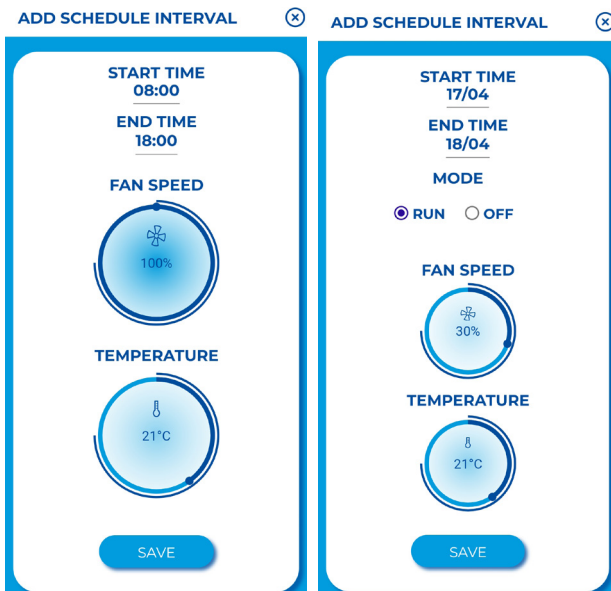 ADD SCHEDULE INTERVAL
START TIME
08:00
END TIME
18:00
FAN SPEED
100%
TEMPERATURE
21°C
SAVE
ADD SCHEDULE INTERVAL
START TIME
17/04
END TIME
18/04
MODE
RUN OFF
FAN SPEED
30%
TEMPERATURE
21°C
SAVE